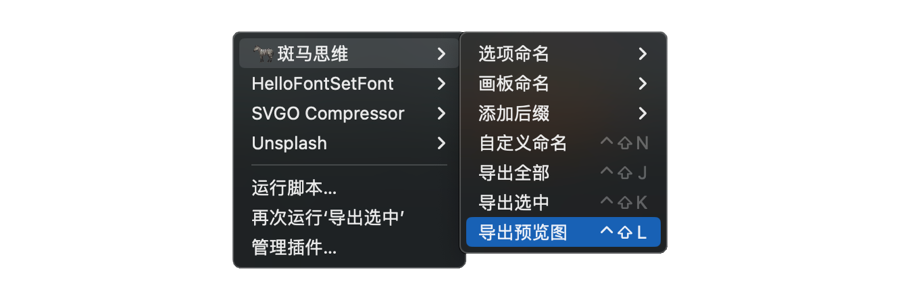 斑马思维
HelloFontSetFont
SVGO Compressor
Unsplash
运行脚本...
再次运行‘导出选中’
管理插件...
选项命名
画板命名
添加后缀
自定义命名 ⌃⇧N
导出全部 ⌃⇧J
导出选中 ⌃⇧K
导出预览图 ⌃⇧L